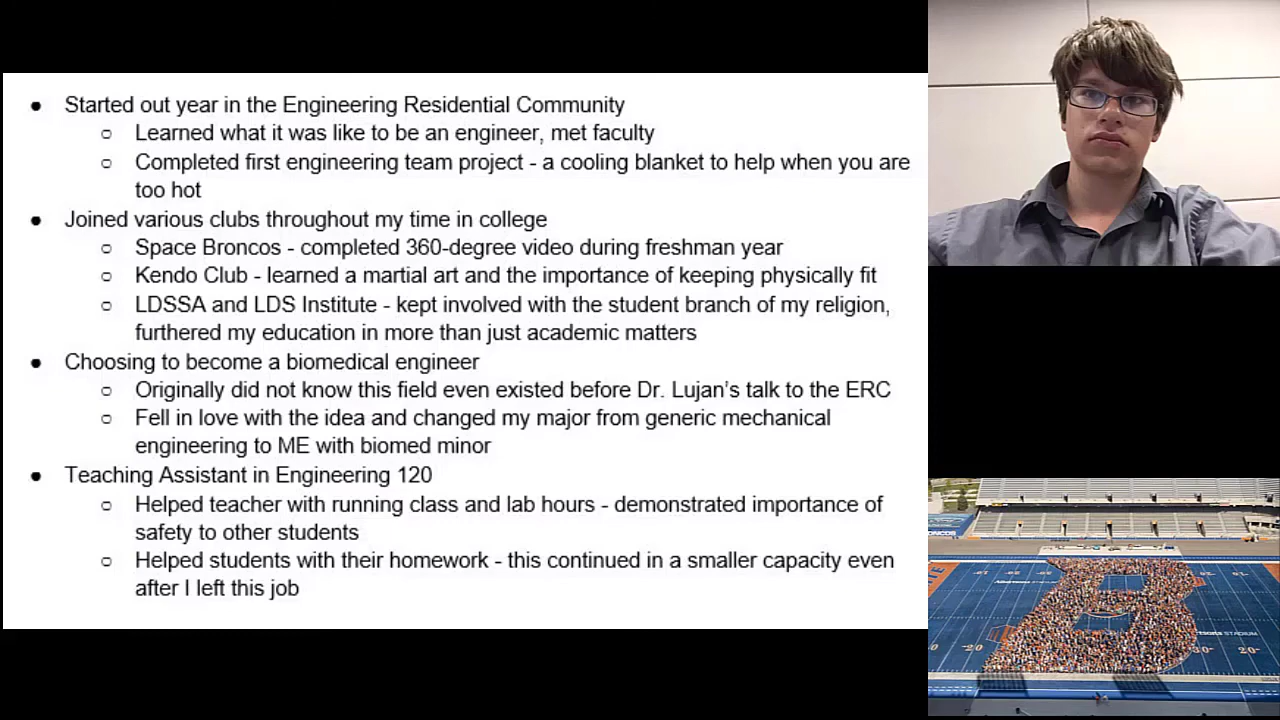 ● Started out year in the Engineering Residential Community
○ Learned what it was like to be an engineer, met faculty
○ Completed first engineering team project - a cooling blanket to help when you are
too hot
● Joined various clubs throughout my time in college
○ Space Broncos - completed 360-degree video during freshman year
○ Kendo Club - learned a martial art and the importance of keeping physically fit
○ LDSSA and LDS Institute - kept involved with the student branch of my religion,
furthered my education in more than just academic matters
● Choosing to become a biomedical engineer
○ Originally did not know this field even existed before Dr. Lujan’s talk to the ERC
○ Fell in love with the idea and changed my major from generic mechanical
engineering to ME with biomed minor
● Teaching Assistant in Engineering 120
○ Helped teacher with running class and lab hours - demonstrated importance of
safety to other students
○ Helped students with their homework - this continued in a smaller capacity even
after I left this job